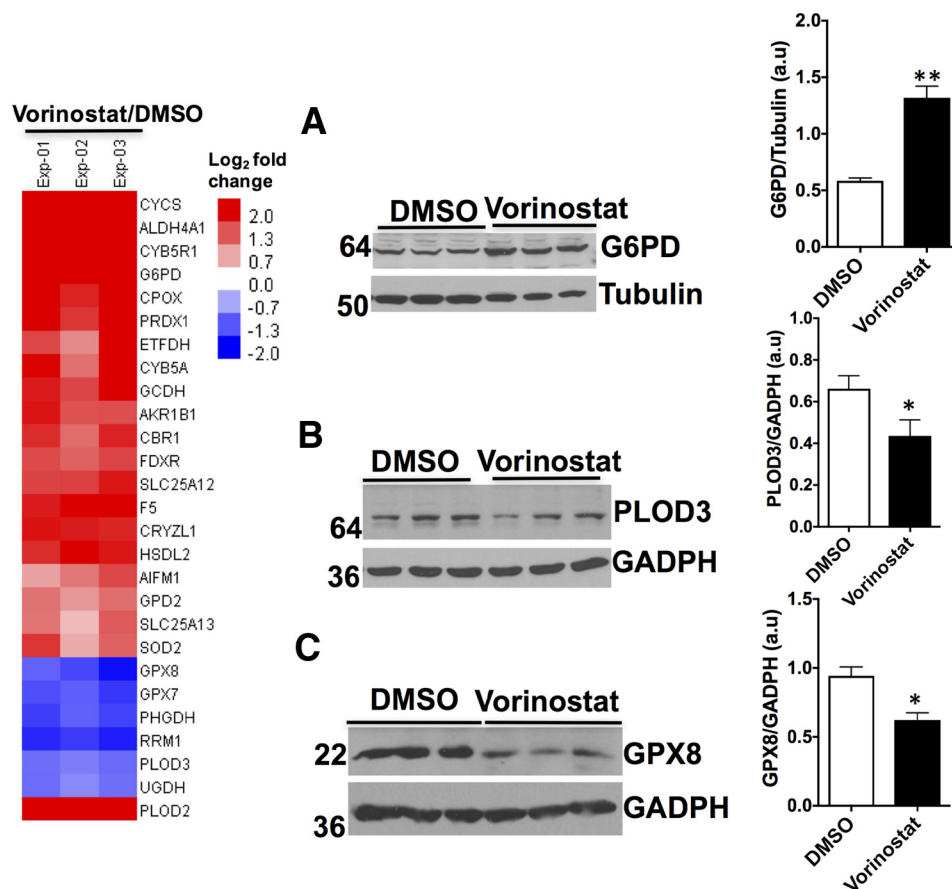 Vorinostat/DMSO
Exp-01
Exp-02
Exp-03
Log2 fold
change
2.0
1.3
0.7
0.0
-0.7
-1.3
-2.0
CYCS
ALDH4A1
CYB5R1
G6PD
CPOX
PRDX1
ETFDH
CYB5A
GCDH
AKR1B1
CBR1
FDXR
SLC25A12
F5
CRYZL1
HSDL2
AIFM1
GPD2
SLC25A13
SOD2
GPX8
GPX7
PHGDH
RRM1
PLOD3
UGDH
PLOD2
A
DMSO Vorinostat
64 G6PD
50 Tubulin
G6PD/Tubulin (a.u)
2.0
1.5
1.0
0.5
0.0
**
DMSO
Vorinostat
B
DMSO Vorinostat
64 PLOD3
36 GADPH
PLOD3/GADPH (a.u)
1.0
0.8
0.6
0.4
0.2
0.0
*
DMSO
Vorinostat
C
DMSO Vorinostat
22 GPX8
36 GADPH
GPX8/GADPH (a.u)
1.5
1.0
0.5
0.0
*
DMSO
Vorinostat